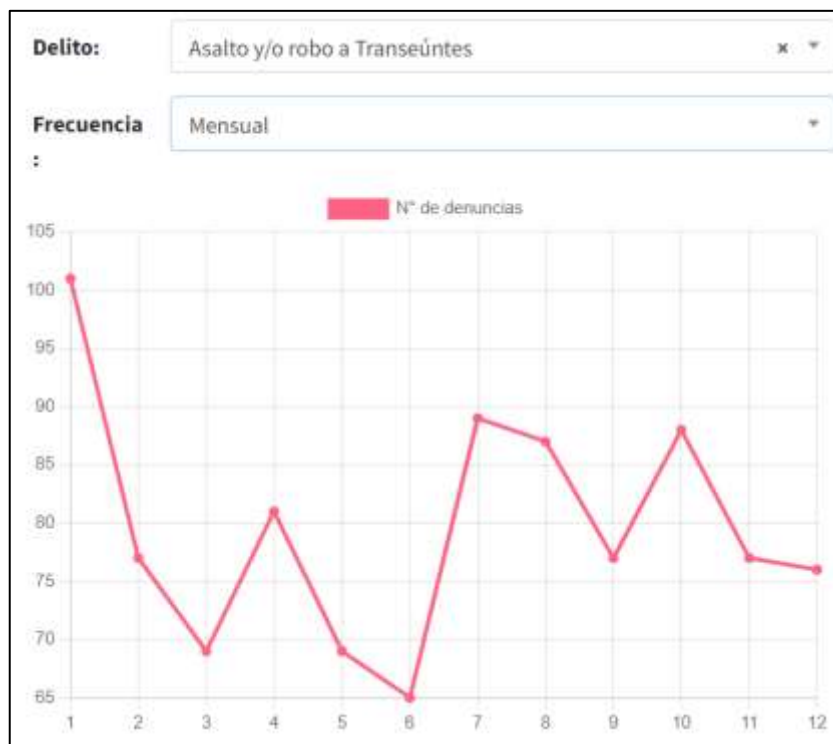 Delito: Asalto y/o robo a Transeúntes ×
Frecuencia : Mensual
N° de denuncias
105
100
95
90
85
80
75
70
65
1 2 3 4 5 6 7 8 9 10 11 12